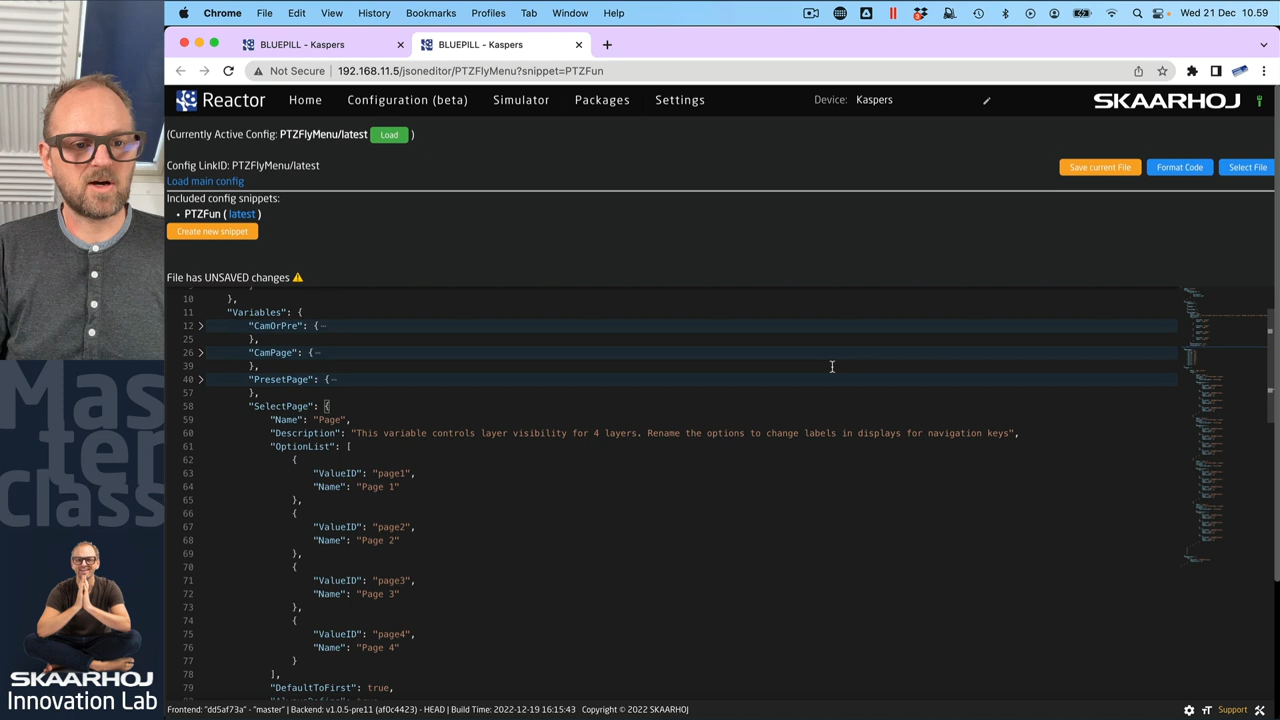 Chrome File Edit View History Bookmarks Profiles Tab Window Help Wed 21 Dec 10.59
BLUEPILL - Kaspers BLUEPILL - Kaspers
Not Secure 192.168.11.5/jsoneditor/PTZFlyMenu?snippet=PTZFun
Reactor Home Configuration (beta) Simulator Packages Settings Device: Kaspers SKAARHOJ
(Currently Active Config: PTZFlyMenu/latest Load )
Config LinkID: PTZFlyMenu/latest
Save current File Format Code Select File
Load main config
Included config snippets:
• PTZFun ( latest )
Create new snippet
File has UNSAVED changes
10 },
11 "Variables": {
12 "CamOrPre": {
25 },
26 "CamPage": {
39 },
40 "PresetPage": {
57 },
58 "SelectPage": {
59 "Name": "Page",
60 "Description": "This variable controls layer visibility for 4 layers. Rename the options to change labels in displays for navigation keys",
61 "OptionList": [
62 {
63 "ValueID": "page1",
64 "Name": "Page 1"
65 },
66 {
67 "ValueID": "page2",
68 "Name": "Page 2"
69 },
70 {
71 "ValueID": "page3",
72 "Name": "Page 3"
73 },
74 {
75 "ValueID": "page4",
76 "Name": "Page 4"
77 }
78 ],
79 "DefaultToFirst": true,
Frontend: "dd5af73a" - "master" | Backend: v1.0.5-pre11 (af0c4423) - HEAD | Build Time: 2022-12-19 16:15:43 Copyright © 2022 SKAARHOJ
Support
Mas
ter
Class
SKAARHOJ
Innovation Lab